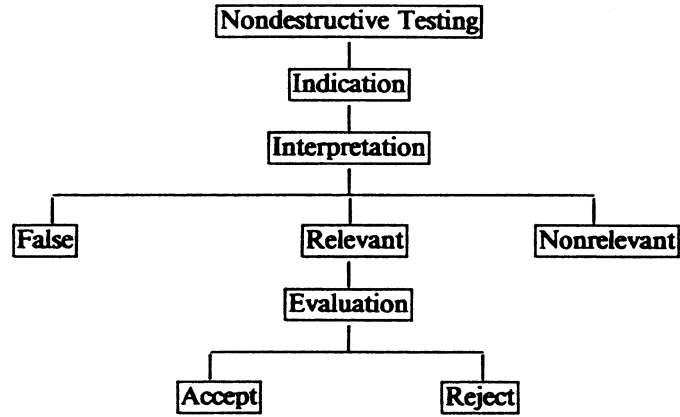 Nondestructive Testing
Indication
Interpretation
False Relevant Nonrelevant
Evaluation
Accept Reject